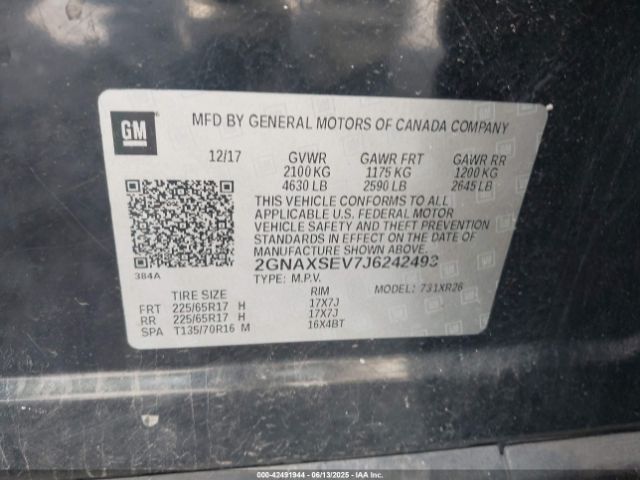 GM
MFD BY GENERAL MOTORS OF CANADA COMPANY
12/17 GVWR GAWR FRT GAWR RR
2100 KG 1175 KG 1200 KG
4630 LB 2590 LB 2645 LB
THIS VEHICLE CONFORMS TO ALL
APPLICABLE U.S. FEDERAL MOTOR
VEHICLE SAFETY AND THEFT PREVENTION
STANDARDS IN EFFECT ON THE DATE OF
MANUFACTURE SHOWN ABOVE.
384A
2GNAXSEV7J6242493
TYPE: M.P.V. MODEL: 731XR26
TIRE SIZE RIM
FRT 225/65R17 H 17X7J
RR 225/65R17 H 17X7J
SPA T135/70R16 M 16X4BT
000-42491944 - 06/13/2025 - IAA Inc.